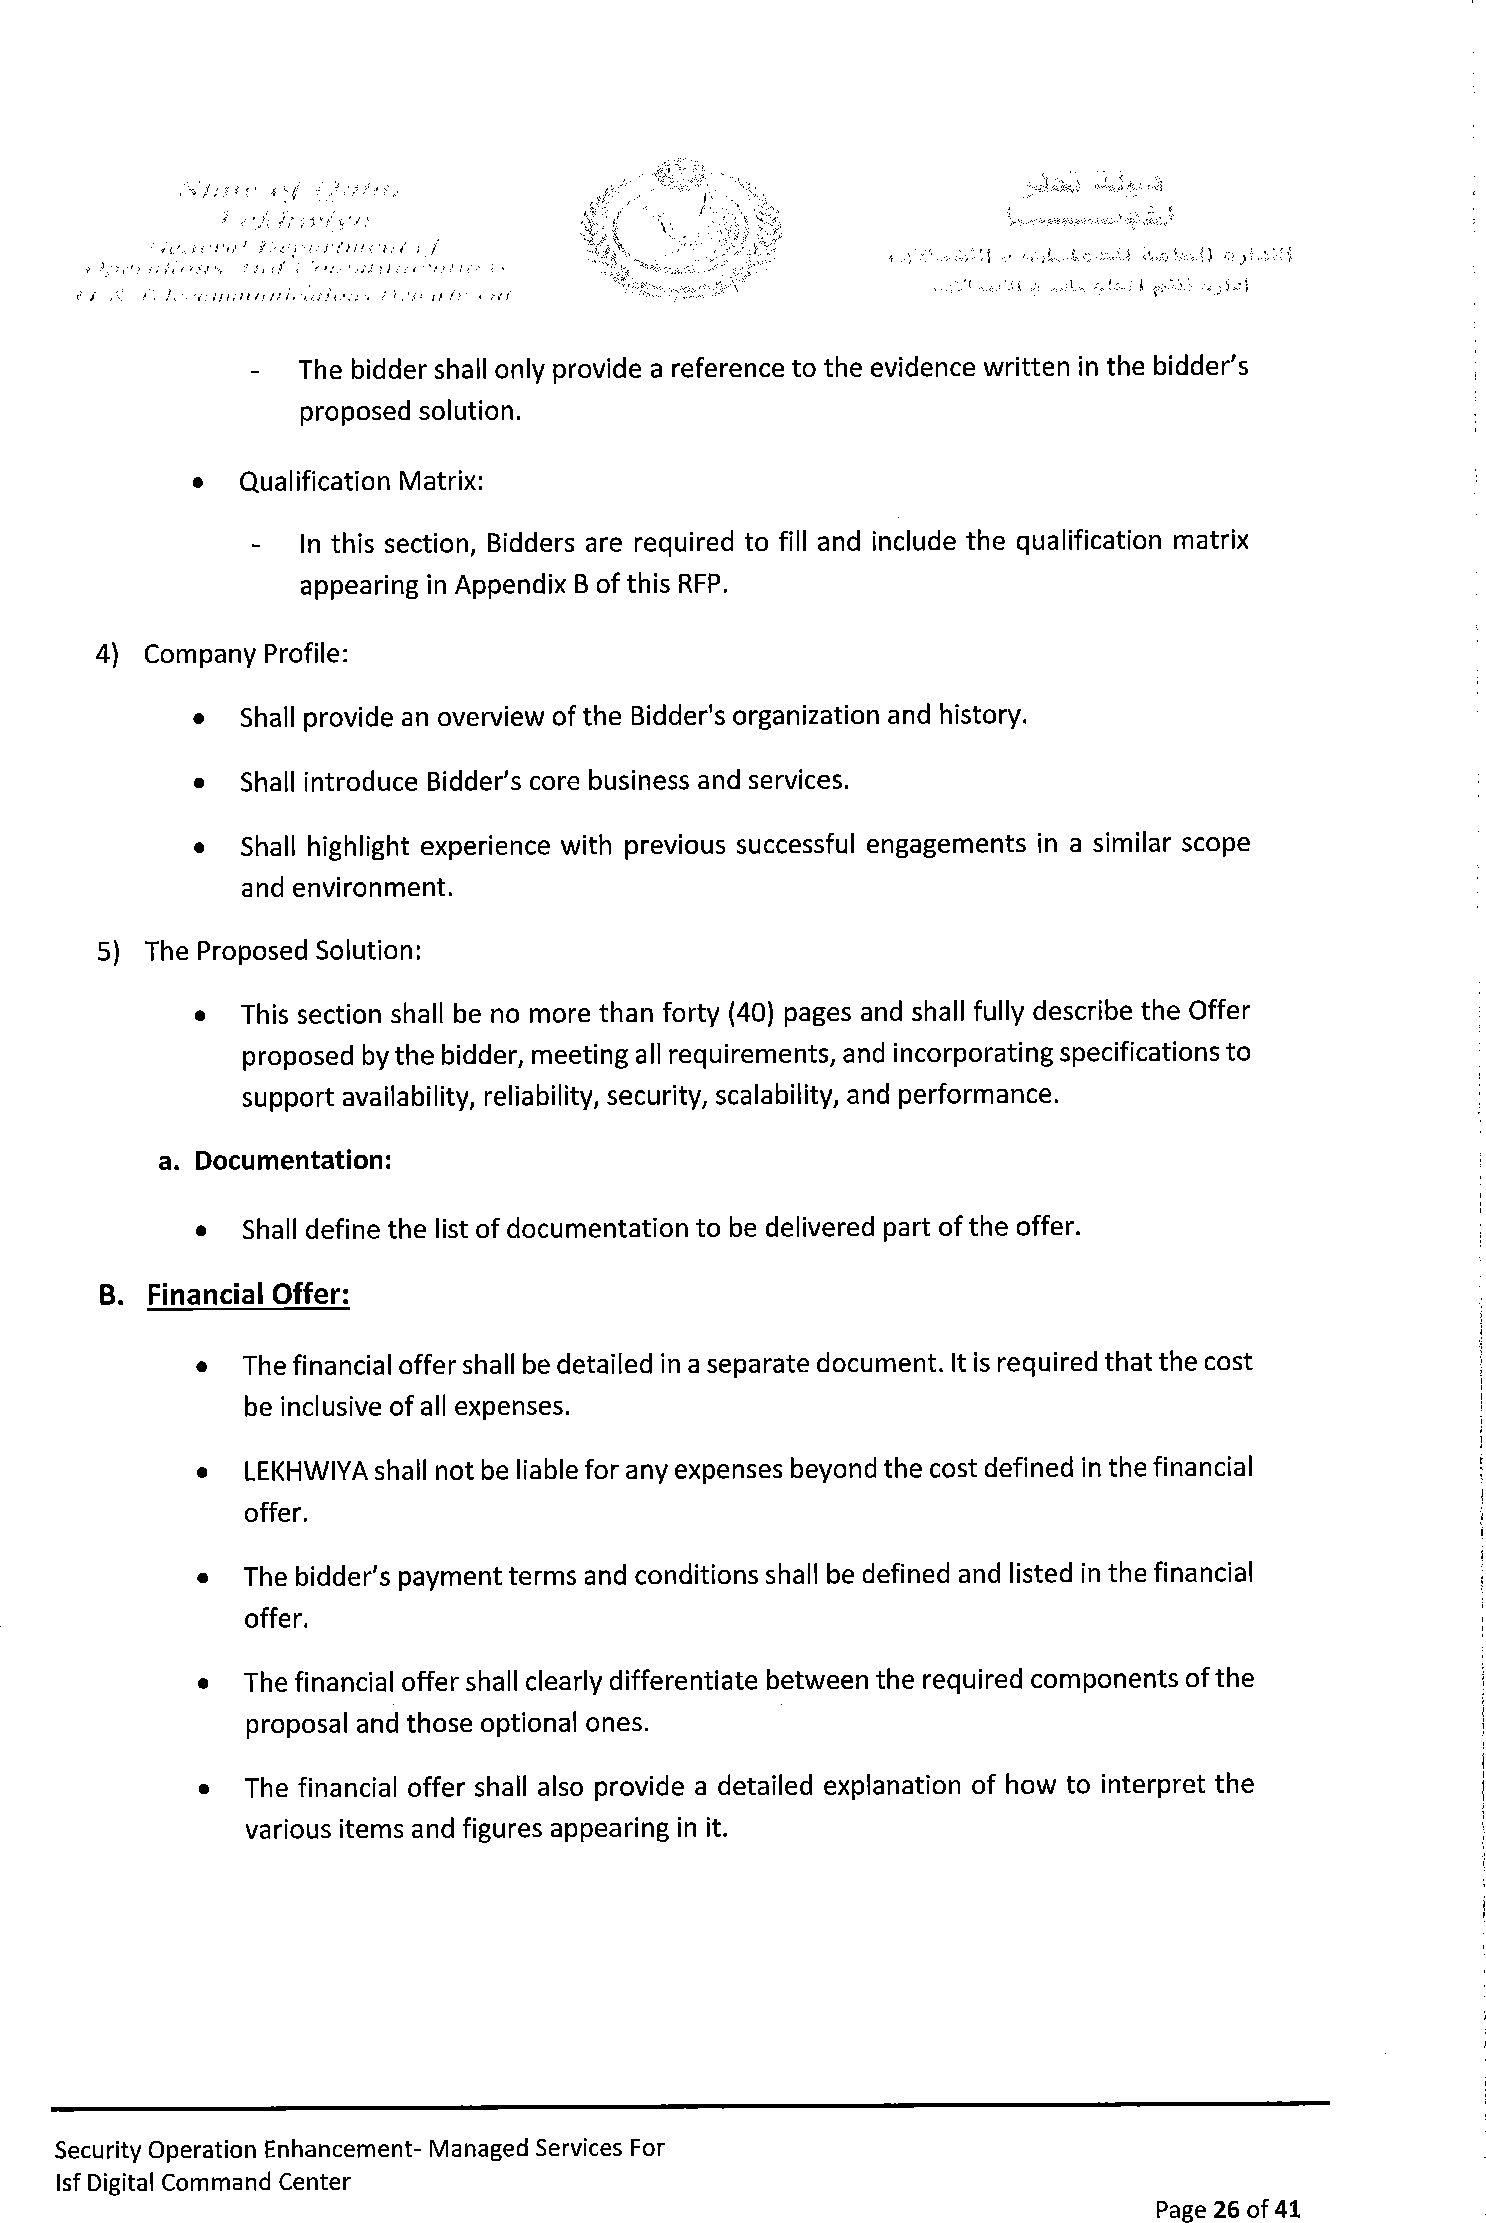 State of Qatar
Lekhwiya
General Department of
دولة قطر
لخويا
- The bidder shall only provide a reference to the evidence written in the bidder's
proposed solution.
• Qualification Matrix:
- In this section, Bidders are required to fill and include the qualification matrix
appearing in Appendix B of this RFP.
4) Company Profile:
• Shall provide an overview of the Bidder's organization and history.
• Shall introduce Bidder's core business and services.
• Shall highlight experience with previous successful engagements in a similar scope
and environment.
5) The Proposed Solution:
• This section shall be no more than forty (40) pages and shall fully describe the Offer
proposed by the bidder, meeting all requirements, and incorporating specifications to
support availability, reliability, security, scalability, and performance.
a. Documentation:
• Shall define the list of documentation to be delivered part of the offer.
B. Financial Offer:
• The financial offer shall be detailed in a separate document. It is required that the cost
be inclusive of all expenses.
• LEKHWIYA shall not be liable for any expenses beyond the cost defined in the financial
offer.
• The bidder's payment terms and conditions shall be defined and listed in the financial
offer.
• The financial offer shall clearly differentiate between the required components of the
proposal and those optional ones.
• The financial offer shall also provide a detailed explanation of how to interpret the
various items and figures appearing in it.
Security Operation Enhancement- Managed Services For
Isf Digital Command Center
Page 26 of 41